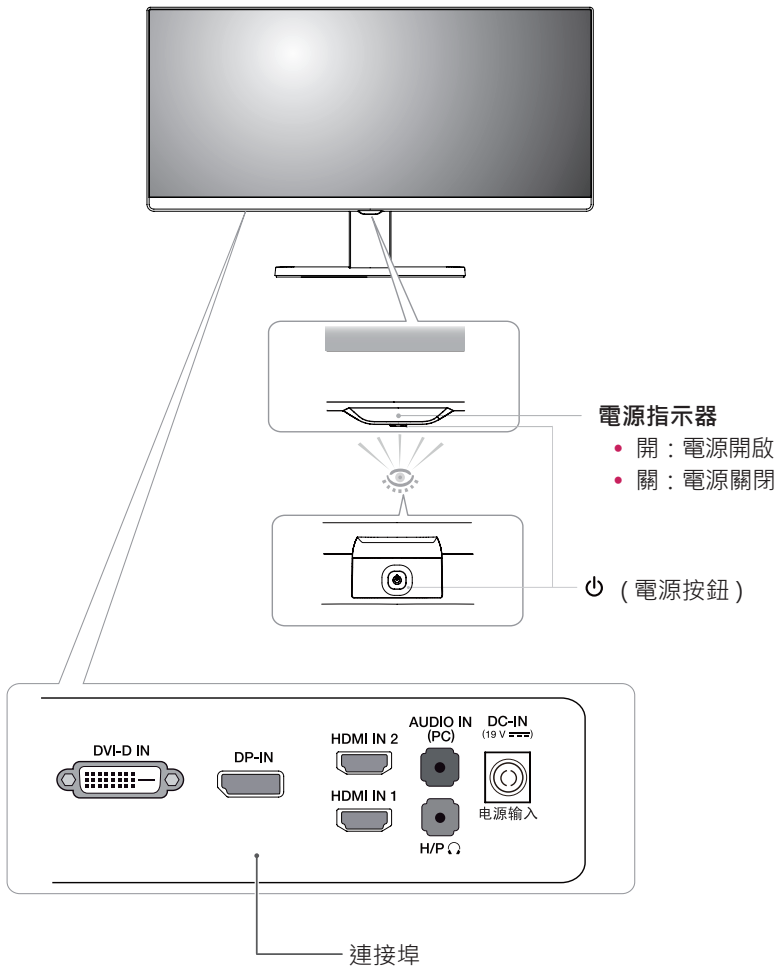 電源指示器
• 開：電源開啟
• 關：電源關閉
(電源按鈕)
DVI-D IN
DP-IN
HDMI IN 2
HDMI IN 1
AUDIO IN
(PC)
H/P
DC-IN
(19 V ⎓)
电源输入
連接埠